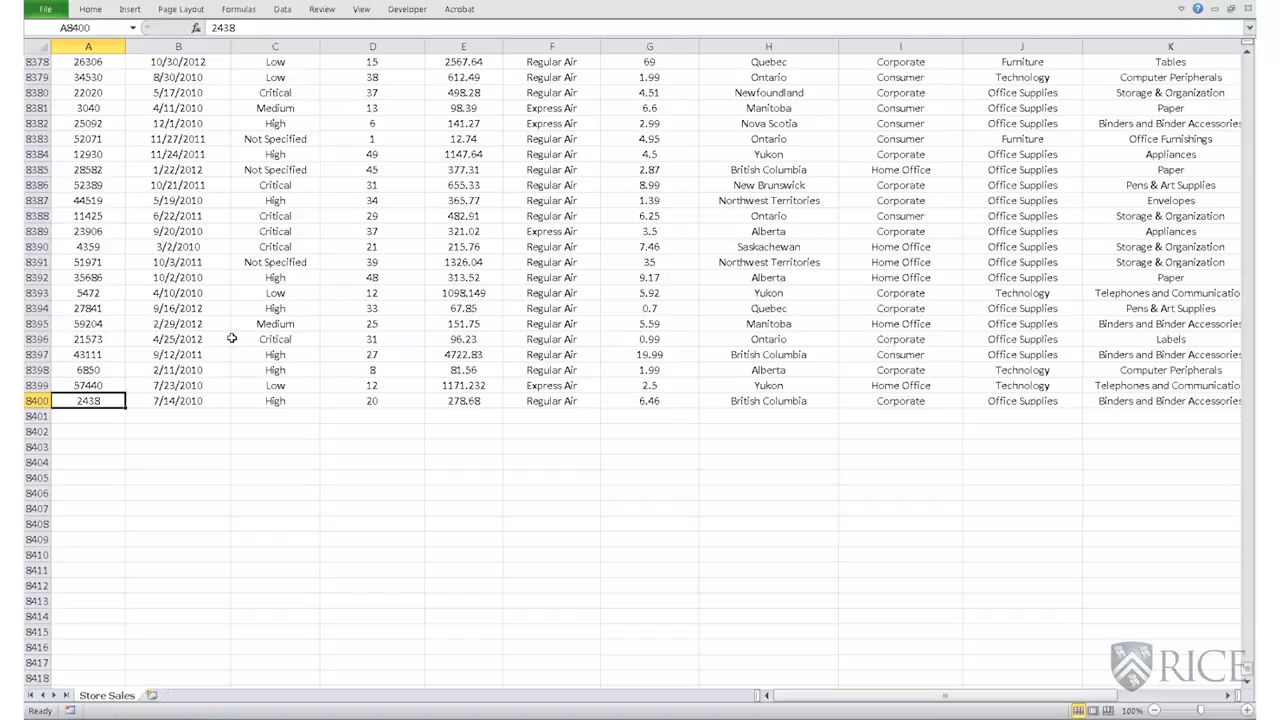 File Home Insert Page Layout Formulas Data Review View Developer Acrobat
A8400 fx 2438
A B C D E F G H I J K
8378 26306 10/30/2012 Low 15 2567.64 Regular Air 69 Quebec Corporate Furniture Tables
8379 34530 8/30/2010 Low 38 612.49 Regular Air 1.99 Ontario Consumer Technology Computer Peripherals
8380 22020 5/17/2010 Critical 37 498.28 Regular Air 4.51 Newfoundland Corporate Office Supplies Storage & Organization
8381 3040 4/11/2010 Medium 13 98.39 Express Air 6.6 Manitoba Consumer Office Supplies Paper
8382 25092 12/1/2010 High 6 141.27 Express Air 2.99 Nova Scotia Consumer Office Supplies Binders and Binder Accessories
8383 52071 11/27/2011 Not Specified 1 12.74 Regular Air 4.95 Ontario Consumer Furniture Office Furnishings
8384 12930 11/24/2011 High 49 1147.64 Regular Air 4.5 Yukon Corporate Office Supplies Appliances
8385 28582 1/22/2012 Not Specified 45 377.31 Regular Air 2.87 British Columbia Home Office Office Supplies Paper
8386 52389 10/21/2011 Critical 31 655.33 Regular Air 8.99 New Brunswick Corporate Office Supplies Pens & Art Supplies
8387 44519 5/19/2010 High 34 365.77 Regular Air 1.39 Northwest Territories Corporate Office Supplies Envelopes
8388 11425 6/22/2011 Critical 29 482.91 Regular Air 6.25 Ontario Consumer Office Supplies Storage & Organization
8389 23906 9/20/2010 Critical 37 321.02 Express Air 3.5 Alberta Consumer Office Supplies Appliances
8390 4359 3/2/2010 Critical 21 215.76 Regular Air 7.46 Saskachewan Home Office Office Supplies Storage & Organization
8391 51971 10/3/2011 Not Specified 39 1326.04 Regular Air 35 Northwest Territories Home Office Office Supplies Storage & Organization
8392 35686 10/2/2010 High 48 313.52 Regular Air 9.17 Alberta Home Office Office Supplies Paper
8393 5472 4/10/2010 Low 12 1098.149 Regular Air 5.92 Yukon Corporate Technology Telephones and Communicatio
8394 27841 9/16/2012 High 33 67.85 Regular Air 0.7 Quebec Corporate Office Supplies Pens & Art Supplies
8395 59204 2/29/2012 Medium 25 151.75 Regular Air 5.59 Manitoba Home Office Office Supplies Binders and Binder Accessories
8396 21573 4/25/2012 Critical 31 96.23 Regular Air 0.99 Ontario Corporate Office Supplies Labels
8397 43111 9/12/2011 High 27 4722.83 Regular Air 19.99 British Columbia Consumer Office Supplies Binders and Binder Accessories
8398 6850 2/11/2010 High 8 81.56 Regular Air 1.99 Alberta Corporate Technology Computer Peripherals
8399 57440 7/23/2010 Low 12 1171.232 Express Air 2.5 Yukon Home Office Technology Telephones and Communicatio
8400 2438 7/14/2010 High 20 278.68 Regular Air 6.46 British Columbia Corporate Office Supplies Binders and Binder Accessories
8401
8402
8403
8404
8405
8406
8407
8408
8409
8410
8411
8412
8413
8414
8415
8416
8417
8418
RICE
Store Sales
Ready 100%